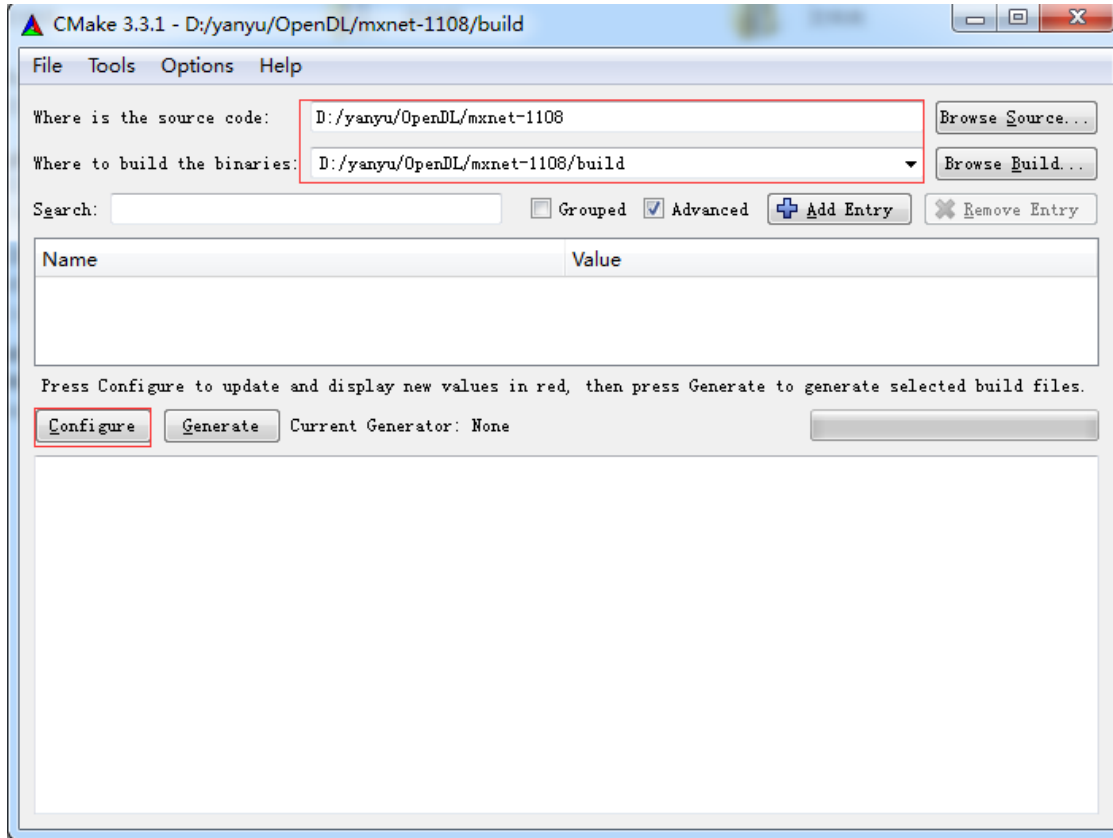 CMake 3.3.1 - D:/yanyu/OpenDL/mxnet-1108/build
File Tools Options Help
Where is the source code: D:/yanyu/OpenDL/mxnet-1108 Browse Source...
Where to build the binaries: D:/yanyu/OpenDL/mxnet-1108/build Browse Build...
Search: Grouped Advanced Add Entry Remove Entry
Name Value
Press Configure to update and display new values in red, then press Generate to generate selected build files.
Configure Generate Current Generator: None